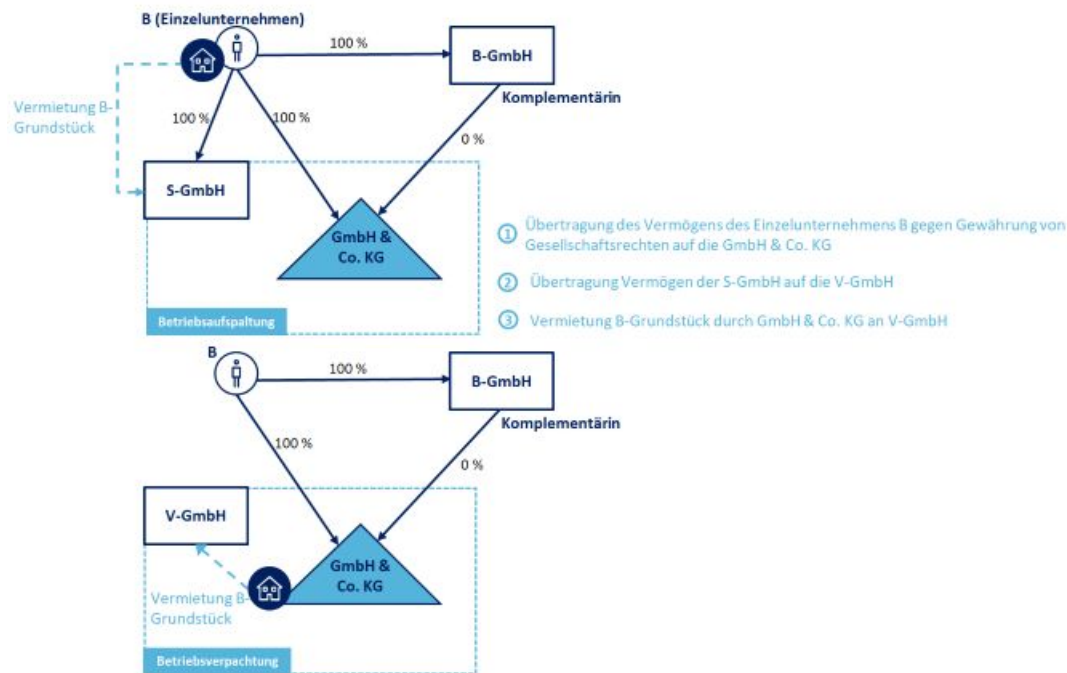 B (Einzelunternehmen)
100 %
B-GmbH
Komplementärin
Vermietung B-
Grundstück
100 %
100 %
0 %
S-GmbH
GmbH &
Co. KG
Betriebsaufspaltung
1 Übertragung des Vermögens des Einzelunternehmens B gegen Gewährung von
Gesellschaftsrechten auf die GmbH & Co. KG
2 Übertragung Vermögen der S-GmbH auf die V-GmbH
3 Vermietung B-Grundstück durch GmbH & Co. KG an V-GmbH
B
100 %
B-GmbH
Komplementärin
100 %
0 %
V-GmbH
GmbH &
Co. KG
Vermietung B-
Grundstück
Betriebsverpachtung